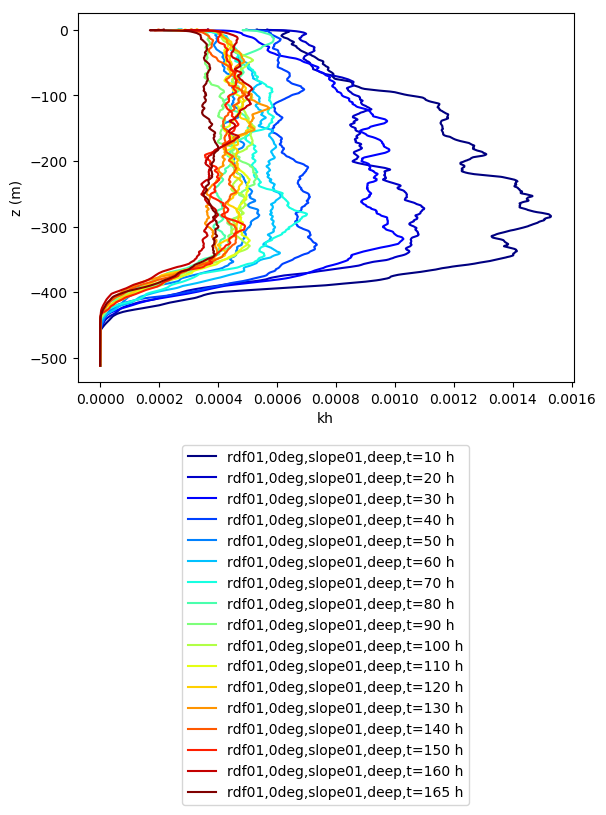 0
−100
−200
−300
−400
−500
z (m)
0.0000 0.0002 0.0004 0.0006 0.0008 0.0010 0.0012 0.0014 0.0016
kh
rdf01,0deg,slope01,deep,t=10 h
rdf01,0deg,slope01,deep,t=20 h
rdf01,0deg,slope01,deep,t=30 h
rdf01,0deg,slope01,deep,t=40 h
rdf01,0deg,slope01,deep,t=50 h
rdf01,0deg,slope01,deep,t=60 h
rdf01,0deg,slope01,deep,t=70 h
rdf01,0deg,slope01,deep,t=80 h
rdf01,0deg,slope01,deep,t=90 h
rdf01,0deg,slope01,deep,t=100 h
rdf01,0deg,slope01,deep,t=110 h
rdf01,0deg,slope01,deep,t=120 h
rdf01,0deg,slope01,deep,t=130 h
rdf01,0deg,slope01,deep,t=140 h
rdf01,0deg,slope01,deep,t=150 h
rdf01,0deg,slope01,deep,t=160 h
rdf01,0deg,slope01,deep,t=165 h